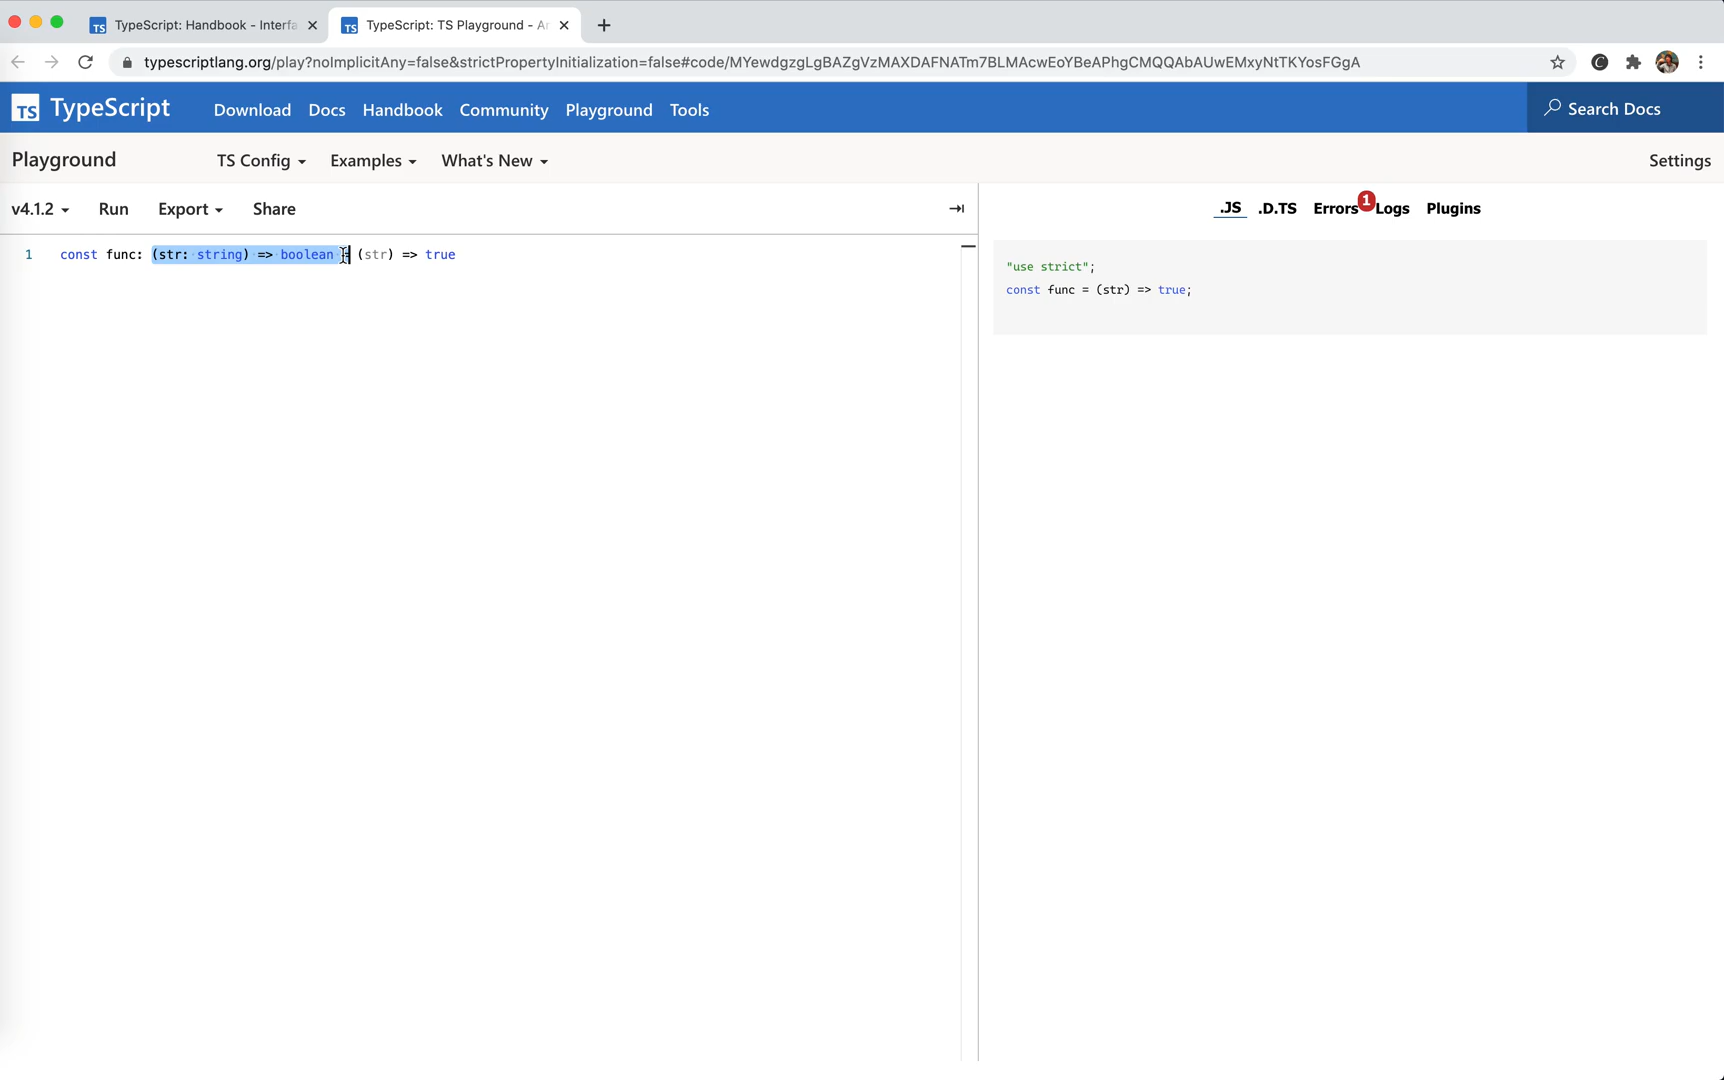 TypeScript: Handbook - Interfa
TypeScript: TS Playground - Ar
typescriptlang.org/play?noImplicitAny=false&strictPropertyInitialization=false#code/MYewdgzgLgBAZgVzMAXDAFNATm7BLMAcwEoYBeAPhgCMQQAbAUwEMxyNtTKYosFGgA
TS TypeScript Download Docs Handbook Community Playground Tools Search Docs
Playground TS Config Examples What's New Settings
v4.1.2 Run Export Share .JS .D.TS Errors 1 Logs Plugins
1 const func: (str: string) => boolean = (str) => true
"use strict";
const func = (str) => true;